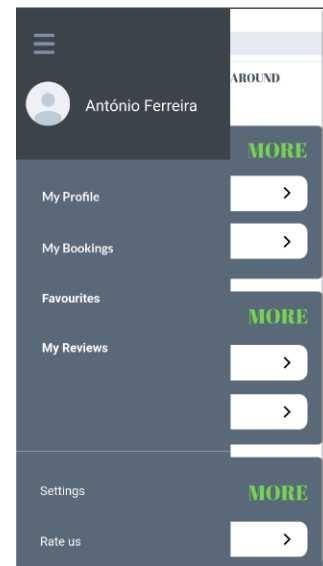 António Ferreira
AROUND
MORE
My Profile
My Bookings
Favourites
MORE
My Reviews
Settings
MORE
Rate us